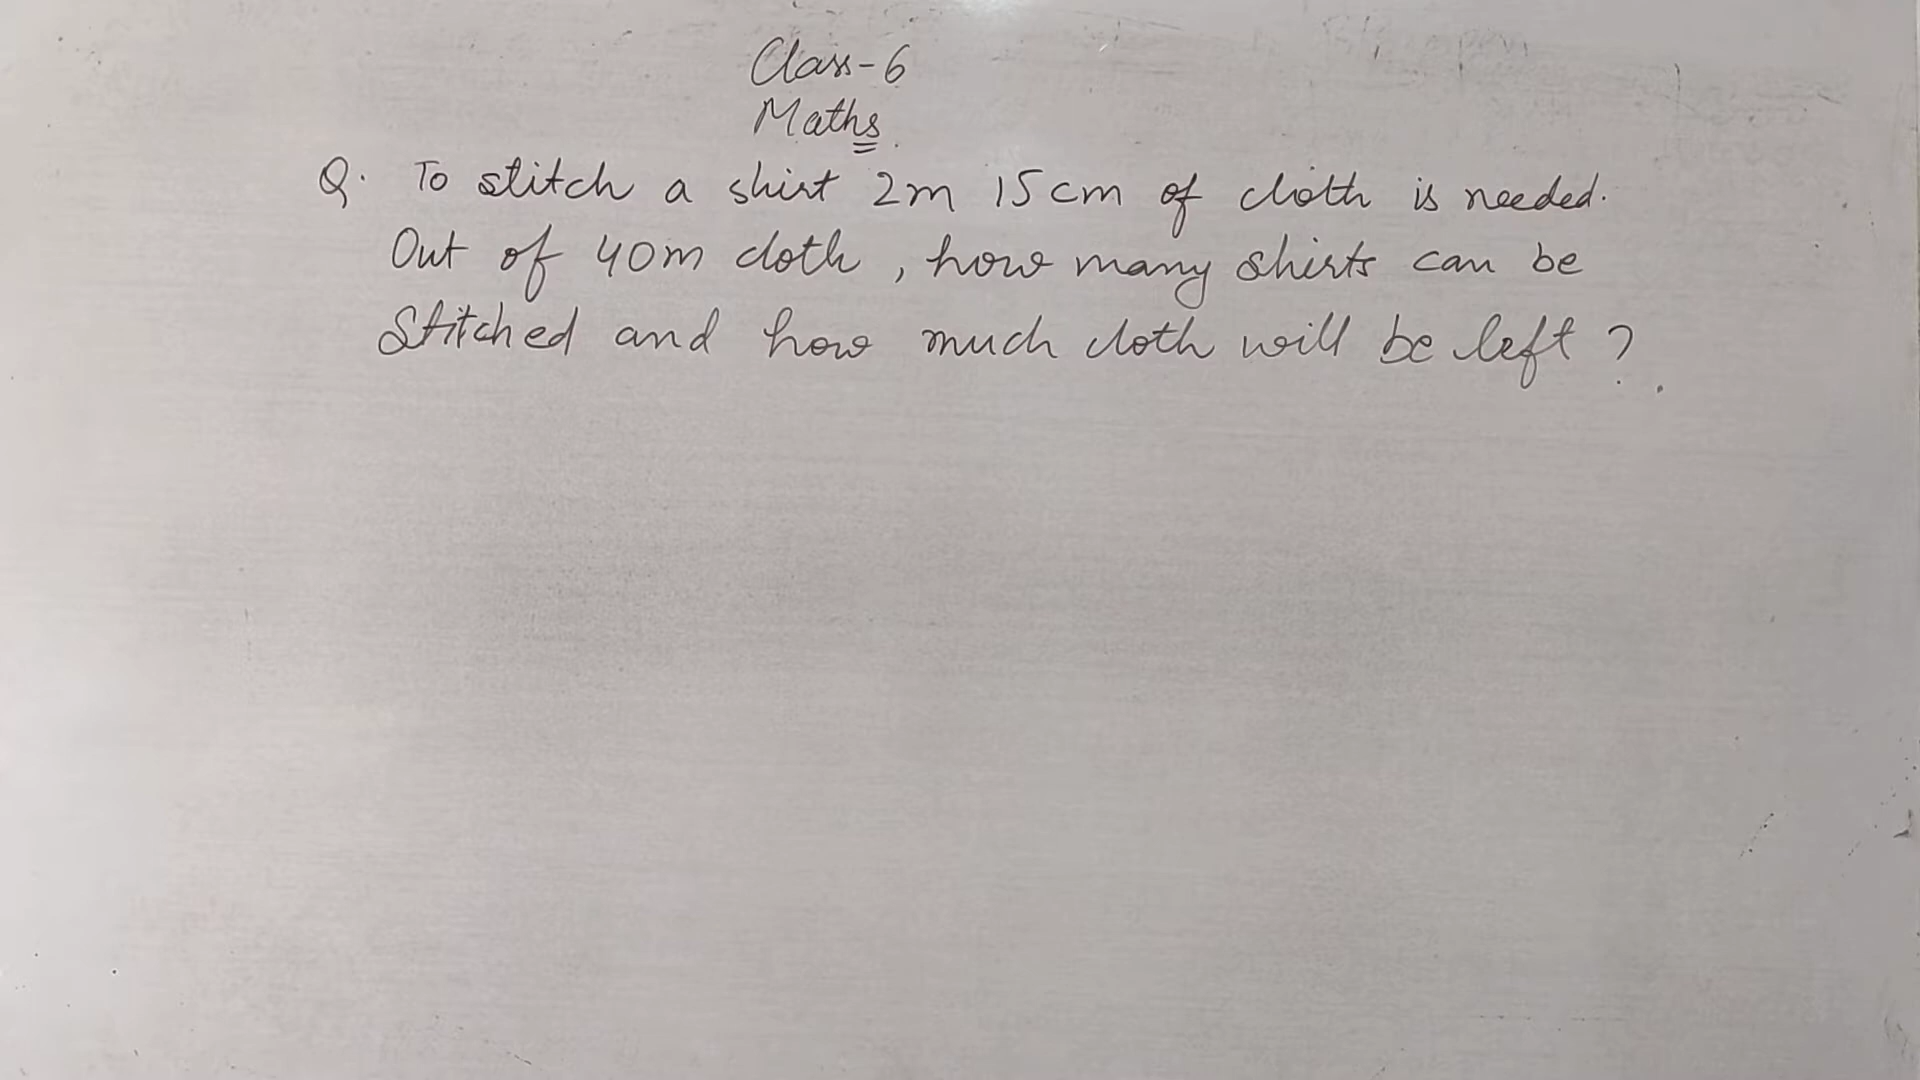 Class-6
Maths
Q. To stitch a shirt 2m 15cm of cloth is needed.
Out of 40m cloth, how many shirts can be
Stitched and how much cloth will be left?